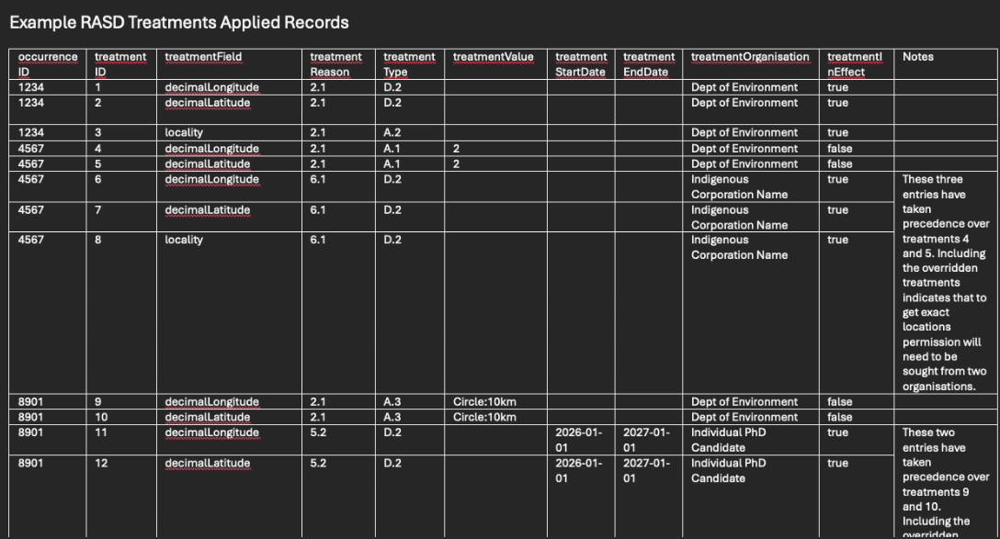 Example RASD Treatments Applied Records
occurrence ID treatment ID treatmentField treatment Reason treatment Type treatmentValue treatment StartDate treatment EndDate treatmentOrganisation treatmentI nEffect Notes
1234 1 decimalLongitude 2.1 D.2 Dept of Environment true
1234 2 decimalLatitude 2.1 D.2 Dept of Environment true
1234 3 locality 2.1 A.2 Dept of Environment true
4567 4 decimalLongitude 2.1 A.1 2 Dept of Environment false
4567 5 decimalLatitude 2.1 A.1 2 Dept of Environment false
4567 6 decimalLongitude 6.1 D.2 Indigenous Corporation Name true
4567 7 decimalLatitude 6.1 D.2 Indigenous Corporation Name true
4567 8 locality 6.1 D.2 Indigenous Corporation Name true
These three
entries have
taken
precedence over
treatments 4
and 5. Including
the overridden
treatments
indicates that to
get exact
locations
permission will
need to be
sought from two
organisations.
8901 9 decimalLongitude 2.1 A.3 Circle:10km Dept of Environment false
8901 10 decimalLatitude 2.1 A.3 Circle:10km Dept of Environment false
8901 11 decimalLongitude 5.2 D.2 2026-01-01 2027-01-01 Individual PhD Candidate true
8901 12 decimalLatitude 5.2 D.2 2026-01-01 2027-01-01 Individual PhD Candidate true
These two
entries have
taken
precedence over
treatments 9
and 10.
Including the
overridden